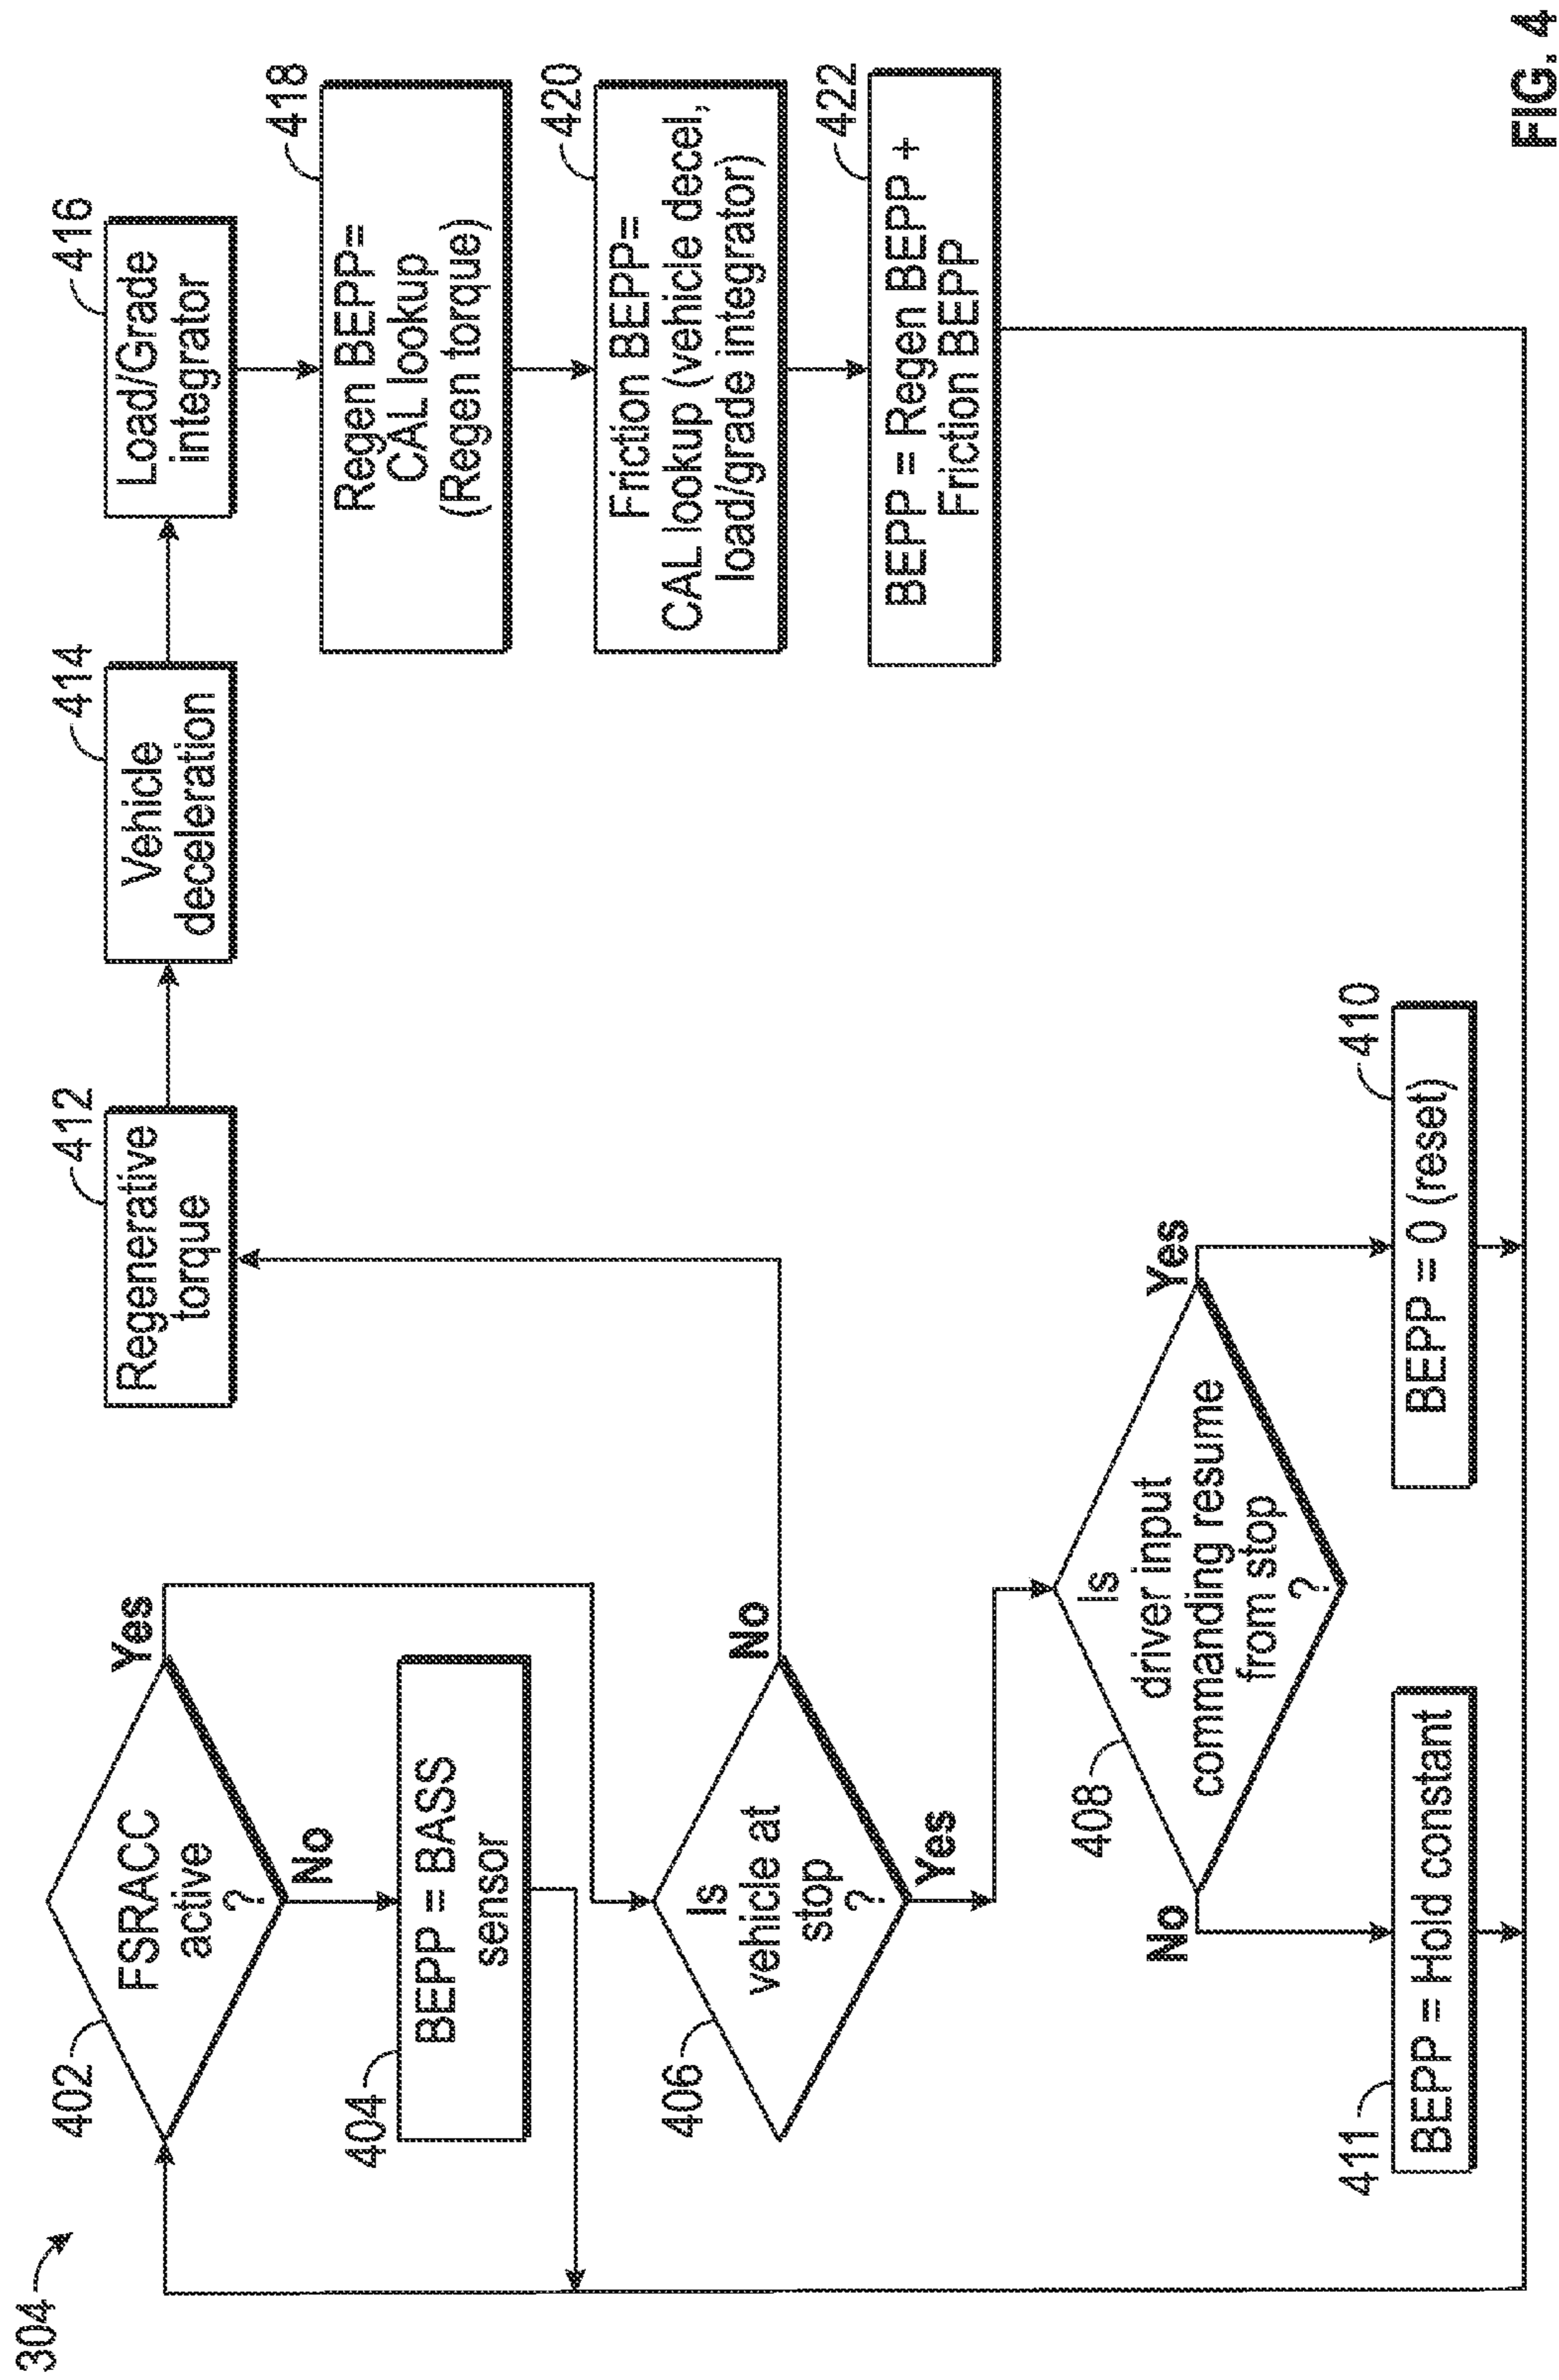 304
402
FSRACC
active
?
Yes
No
404
BEPP = BASS
sensor
406
Is
vehicle at
stop
?
No
Yes
408
Is
driver input
commanding resume
from stop
?
No
Yes
411
BEPP = Hold constant
410
BEPP = 0 (reset)
412
Regenerative
torque
414
Vehicle
deceleration
416
Load/Grade
integrator
418
Regen BEPP=
CAL lookup
(Regen torque)
420
Friction BEPP=
CAL lookup (vehicle decel,
load/grade integrator)
422
BEPP = Regen BEPP +
Friction BEPP
FIG. 4